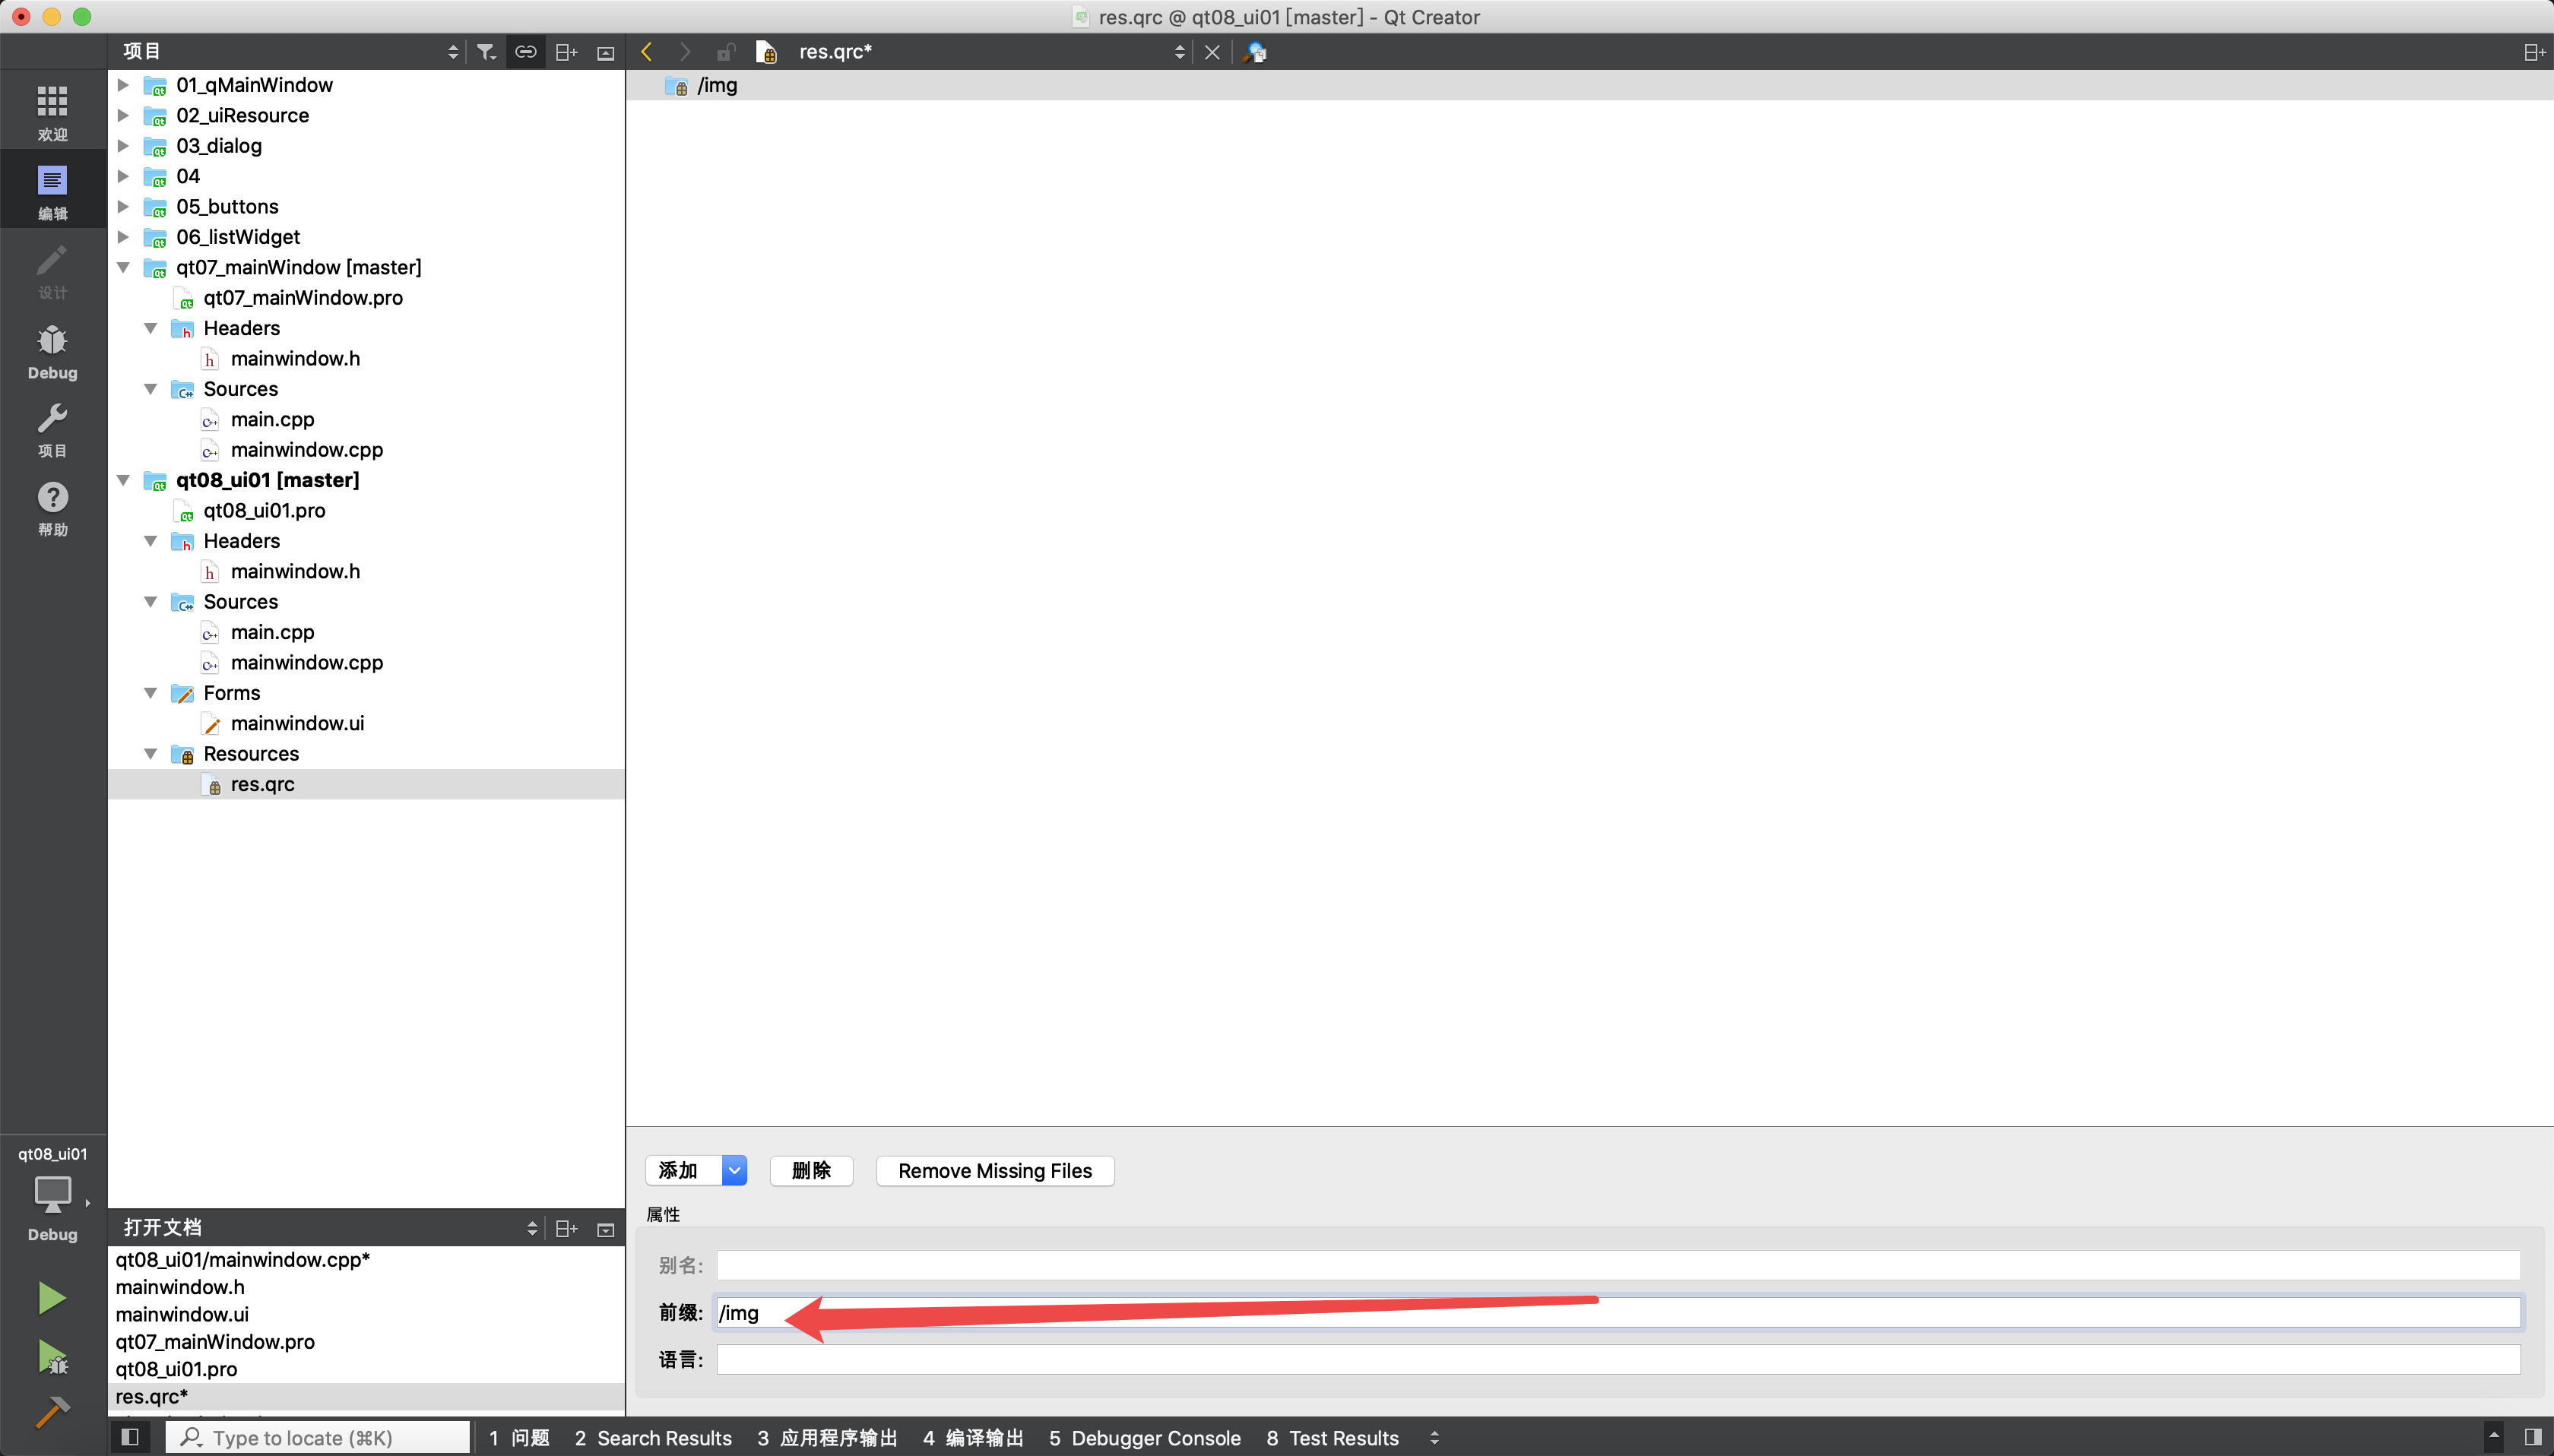 res.qrc @ qt08_ui01 [master] - Qt Creator
项目
res.qrc*
欢迎
编辑
设计
Debug
项目
帮助
01_qMainWindow
02_uiResource
03_dialog
04
05_buttons
06_listWidget
qt07_mainWindow [master]
qt07_mainWindow.pro
Headers
mainwindow.h
Sources
main.cpp
mainwindow.cpp
qt08_ui01 [master]
qt08_ui01.pro
Headers
mainwindow.h
Sources
main.cpp
mainwindow.cpp
Forms
mainwindow.ui
Resources
res.qrc
/img
qt08_ui01
Debug
打开文档
qt08_ui01/mainwindow.cpp*
mainwindow.h
mainwindow.ui
qt07_mainWindow.pro
qt08_ui01.pro
res.qrc*
添加 删除 Remove Missing Files
属性
别名:
前缀: /img
语言:
Type to locate (⌘K) 1 问题 2 Search Results 3 应用程序输出 4 编译输出 5 Debugger Console 8 Test Results